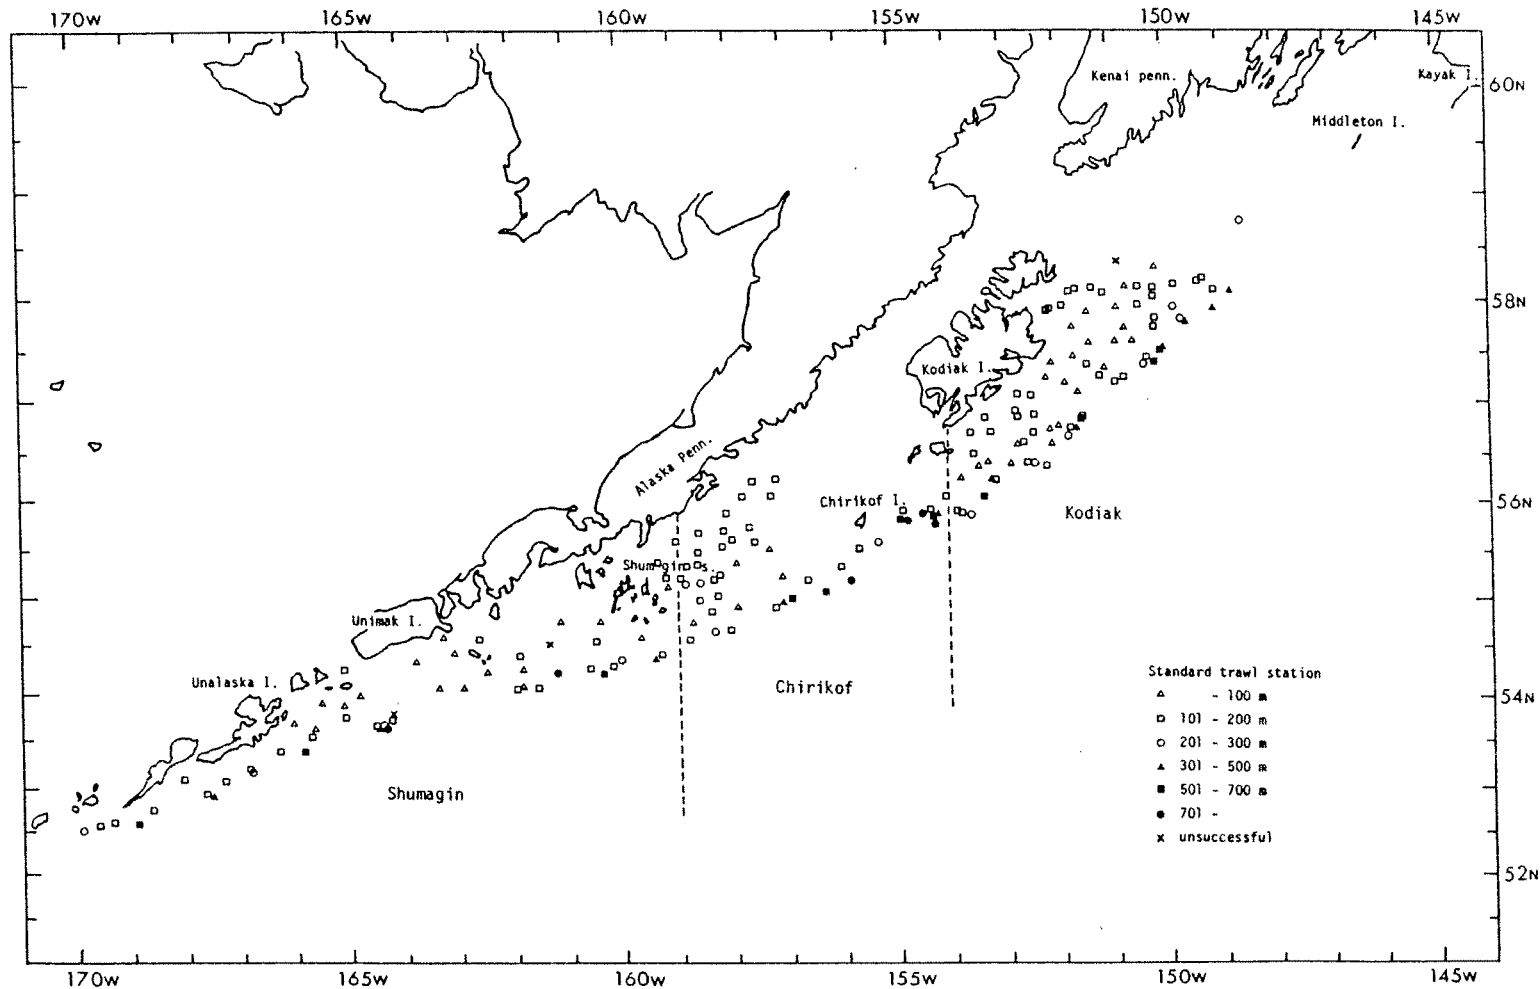 170W 165W 160W 155W 150W 145W
Kenai penn.
Kayak I.
60N
Middleton I.
58N
Kodiak I.
Alaska Penn.
Chirikof I.
56N
Kodiak
Unimak I.
Unalaska I.
Chirikof
Standard trawl station
- 100 m
54N
101 - 200 m
201 - 300 m
301 - 500 m
501 - 700 m
Shumagin
701 -
unsuccessful
52N
170W 165W 160W 155W 150W 145W